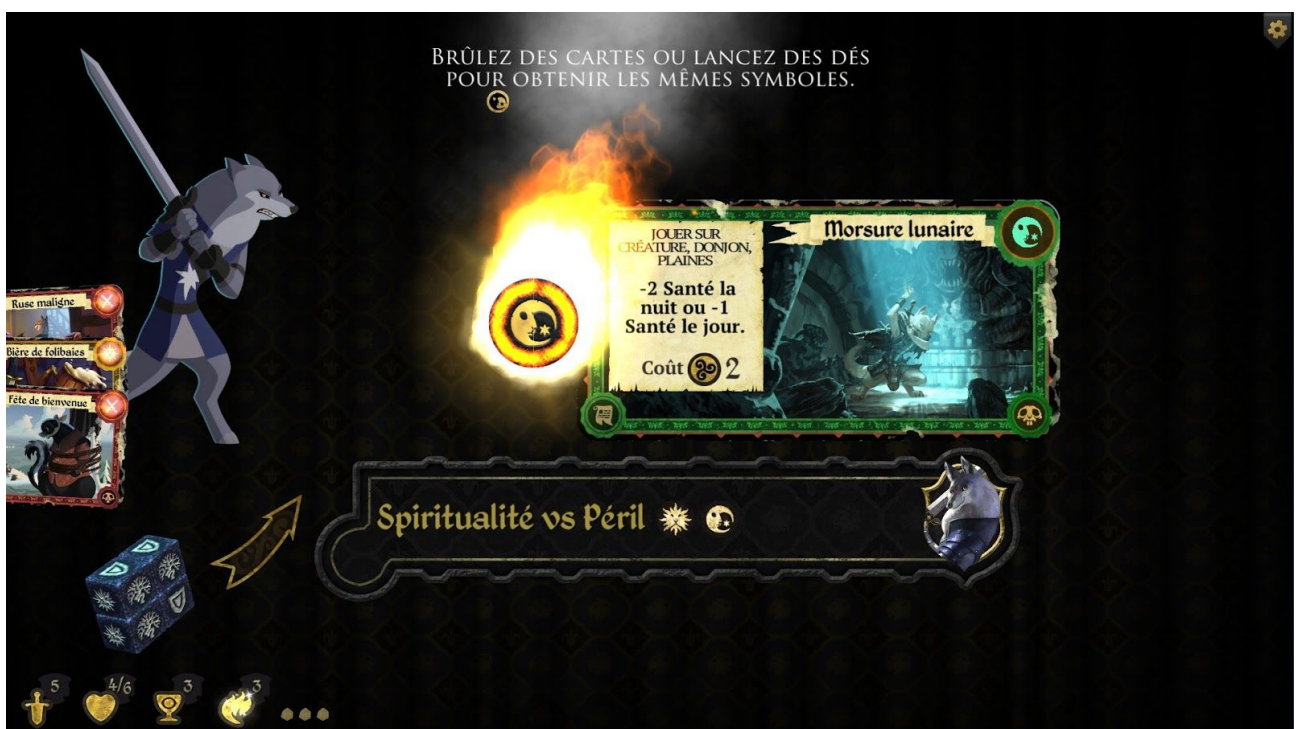 BRÛLEZ DES CARTES OU LANCEZ DES DÉS
POUR OBTENIR LES MÊMES SYMBOLES.
Morsure lunaire
JOUER SUR
CRÉATURE, DONJON,
PLAINES
-2 Santé la
nuit ou -1
Santé le jour.
Coût 2
Ruse maligne
Bière de folibaies
Fête de bienvenue
Spiritualité vs Péril
5
4/6
3
3